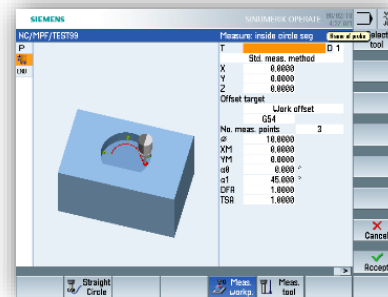 SIEMENS
SINUMERIK OPERATE
NC/MPF/TEST99
Measure: inside circle seg
Name of probe
P
END
T D 1
Std. meas. method
X 0.0000
Y 0.0000
Z 0.0000
Offset target
Work offset
G54
No. meas. points 3
ø 10.0000
XM 0.0000
YM 0.0000
α0 0.000 °
α1 45.000 °
DFA 1.0000
TSA 1.0000
Select
tool
Cancel
Accept
Straight
Circle
Meas.
workp.
Meas.
tool
>